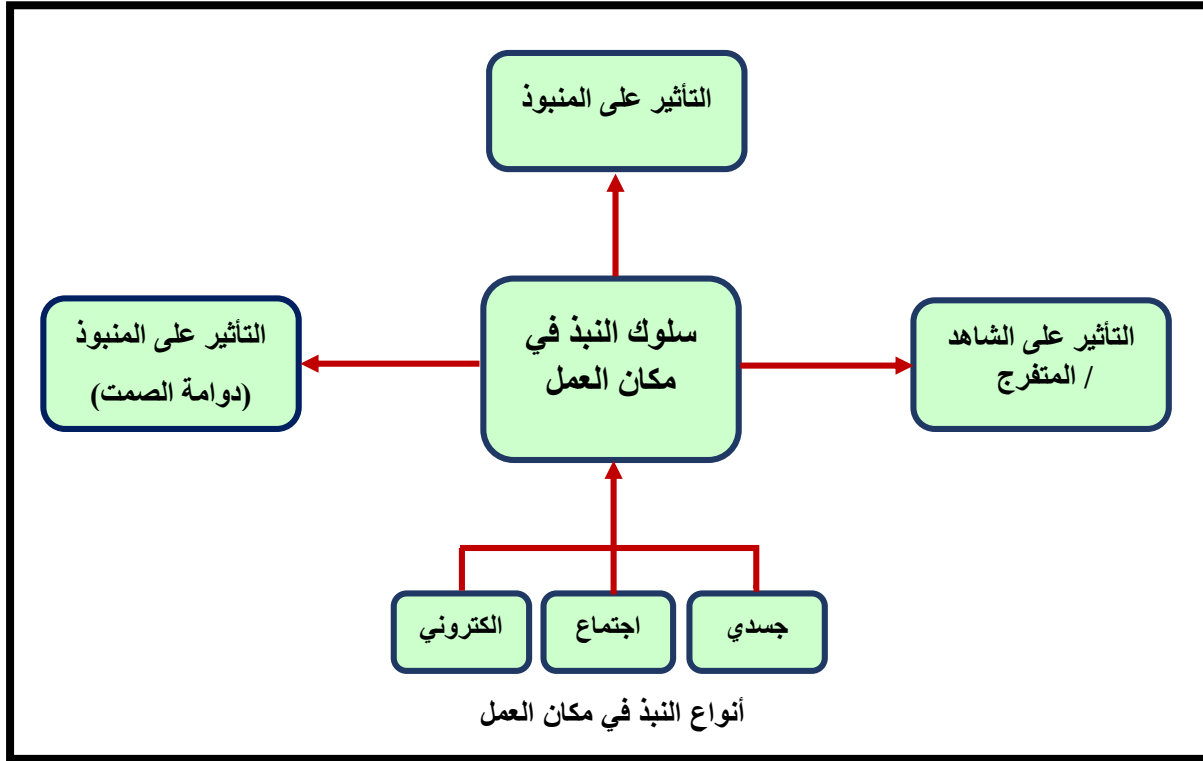 التأثير على المنبوذ
سلوك النبذ في
مكان العمل
التأثير على الشاهد
/ المتفرج
التأثير على المنبوذ
(دوامة الصمت)
جسدي
اجتماع
الكتروني
أنواع النبذ في مكان العمل